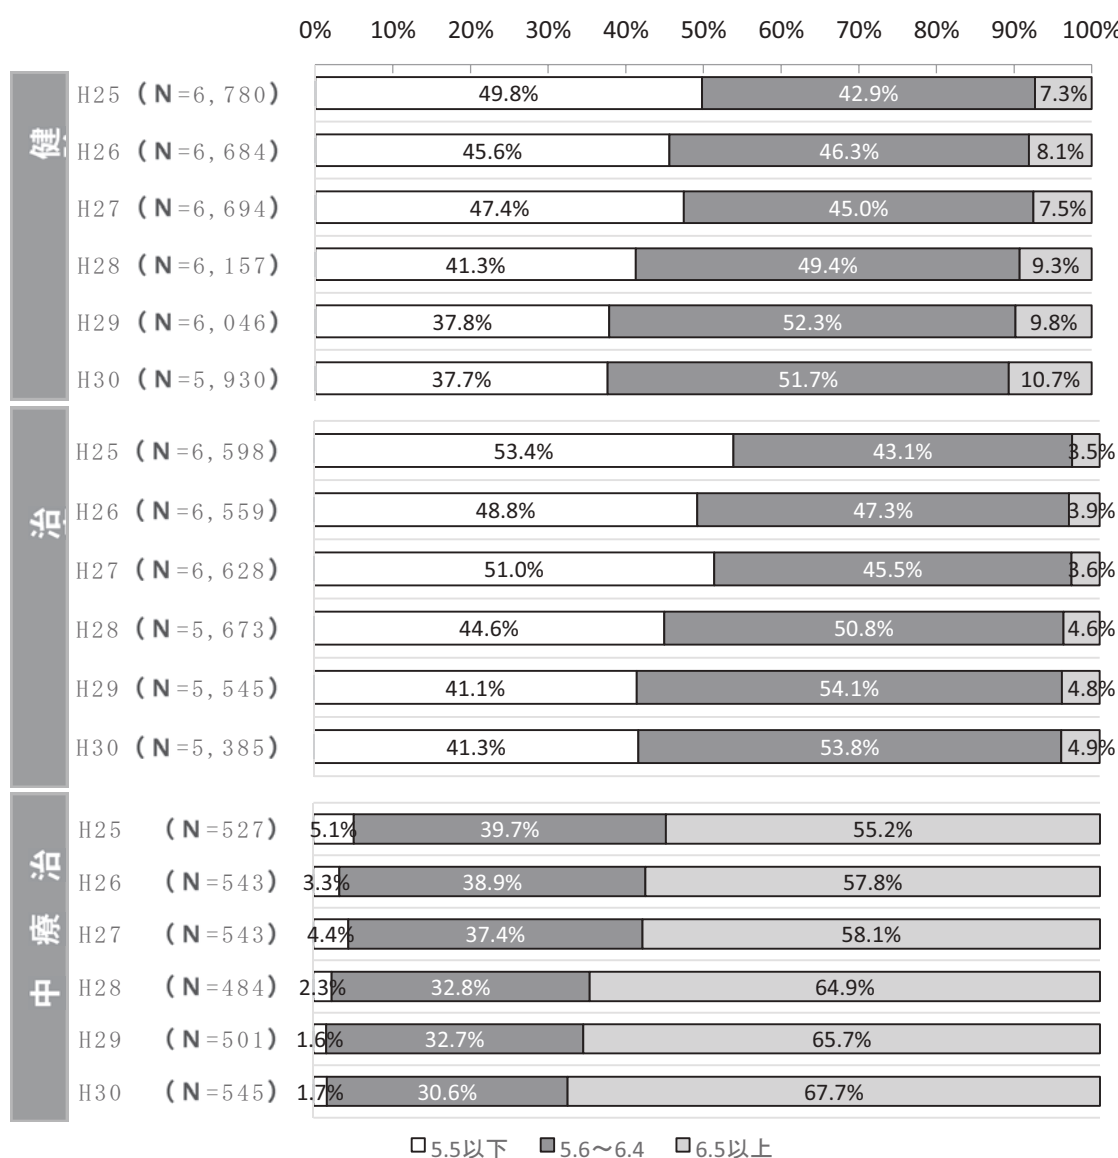 0% 10% 20% 30% 40% 50% 60% 70% 80% 90% 100%
健
H25 (N=6,780) 49.8% 42.9% 7.3%
H26 (N=6,684) 45.6% 46.3% 8.1%
H27 (N=6,694) 47.4% 45.0% 7.5%
H28 (N=6,157) 41.3% 49.4% 9.3%
H29 (N=6,046) 37.8% 52.3% 9.8%
H30 (N=5,930) 37.7% 51.7% 10.7%
治
H25 (N=6,598) 53.4% 43.1% 3.5%
H26 (N=6,559) 48.8% 47.3% 3.9%
H27 (N=6,628) 51.0% 45.5% 3.6%
H28 (N=5,673) 44.6% 50.8% 4.6%
H29 (N=5,545) 41.1% 54.1% 4.8%
H30 (N=5,385) 41.3% 53.8% 4.9%
治療中
H25 (N=527) 5.1% 39.7% 55.2%
H26 (N=543) 3.3% 38.9% 57.8%
H27 (N=543) 4.4% 37.4% 58.1%
H28 (N=484) 2.3% 32.8% 64.9%
H29 (N=501) 1.6% 32.7% 65.7%
H30 (N=545) 1.7% 30.6% 67.7%
5.5以下 5.6～6.4 6.5以上